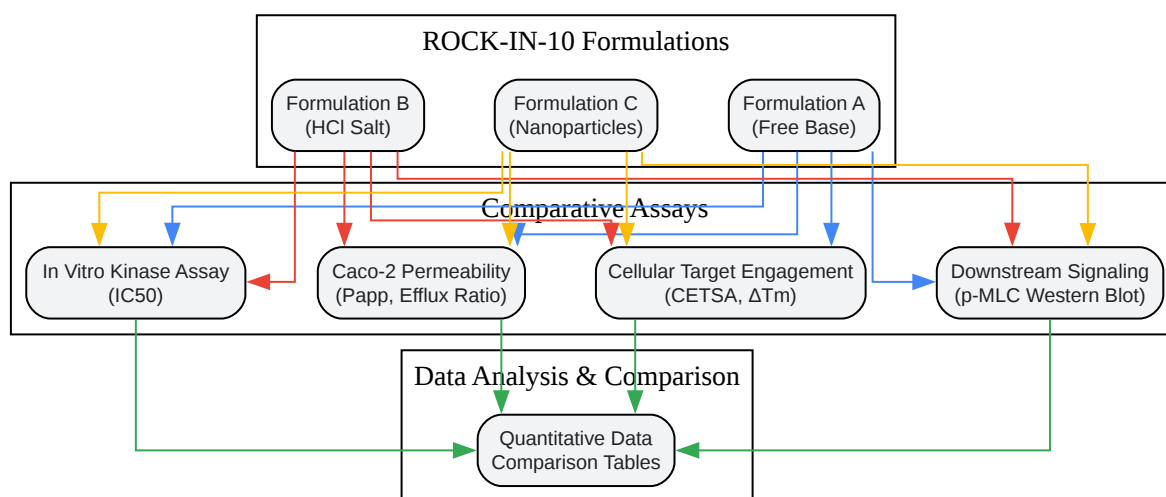 ROCK-IN-10 Formulations
Formulation B
(HCl Salt)
Formulation C
(Nanoparticles)
Formulation A
(Free Base)
Comparative Assays
In Vitro Kinase Assay
(IC50)
Caco-2 Permeability
(Papp, Efflux Ratio)
Cellular Target Engagement
(CETSA, ΔTm)
Downstream Signaling
(p-MLC Western Blot)
Data Analysis & Comparison
Quantitative Data
Comparison Tables